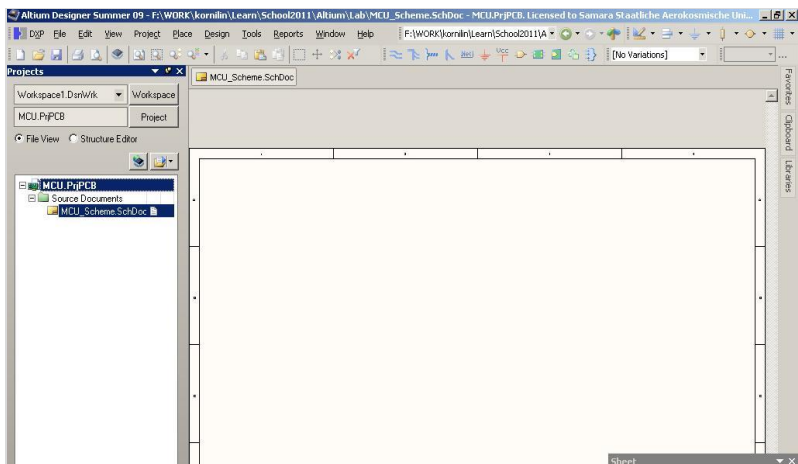 Altium Designer Summer 09 - F:\WORK\kornilin\Learn\School2011\Altium\Lab\MCU_Scheme.SchDoc - MCU.PrjPCB. Licensed to Samara Staatliche Aerokosmische Uni...
DXP File Edit View Project Place Design Tools Reports Window Help F:\WORK\kornilin\Learn\School2011\A
[No Variations]
Projects
MCU_Scheme.SchDoc
Workspace1.DsnWrk Workspace
MCU.PrjPCB Project
File View Structure Editor
MCU.PrjPCB
Source Documents
MCU_Scheme.SchDoc
Favorites
Clipboard
Libraries
Sheet